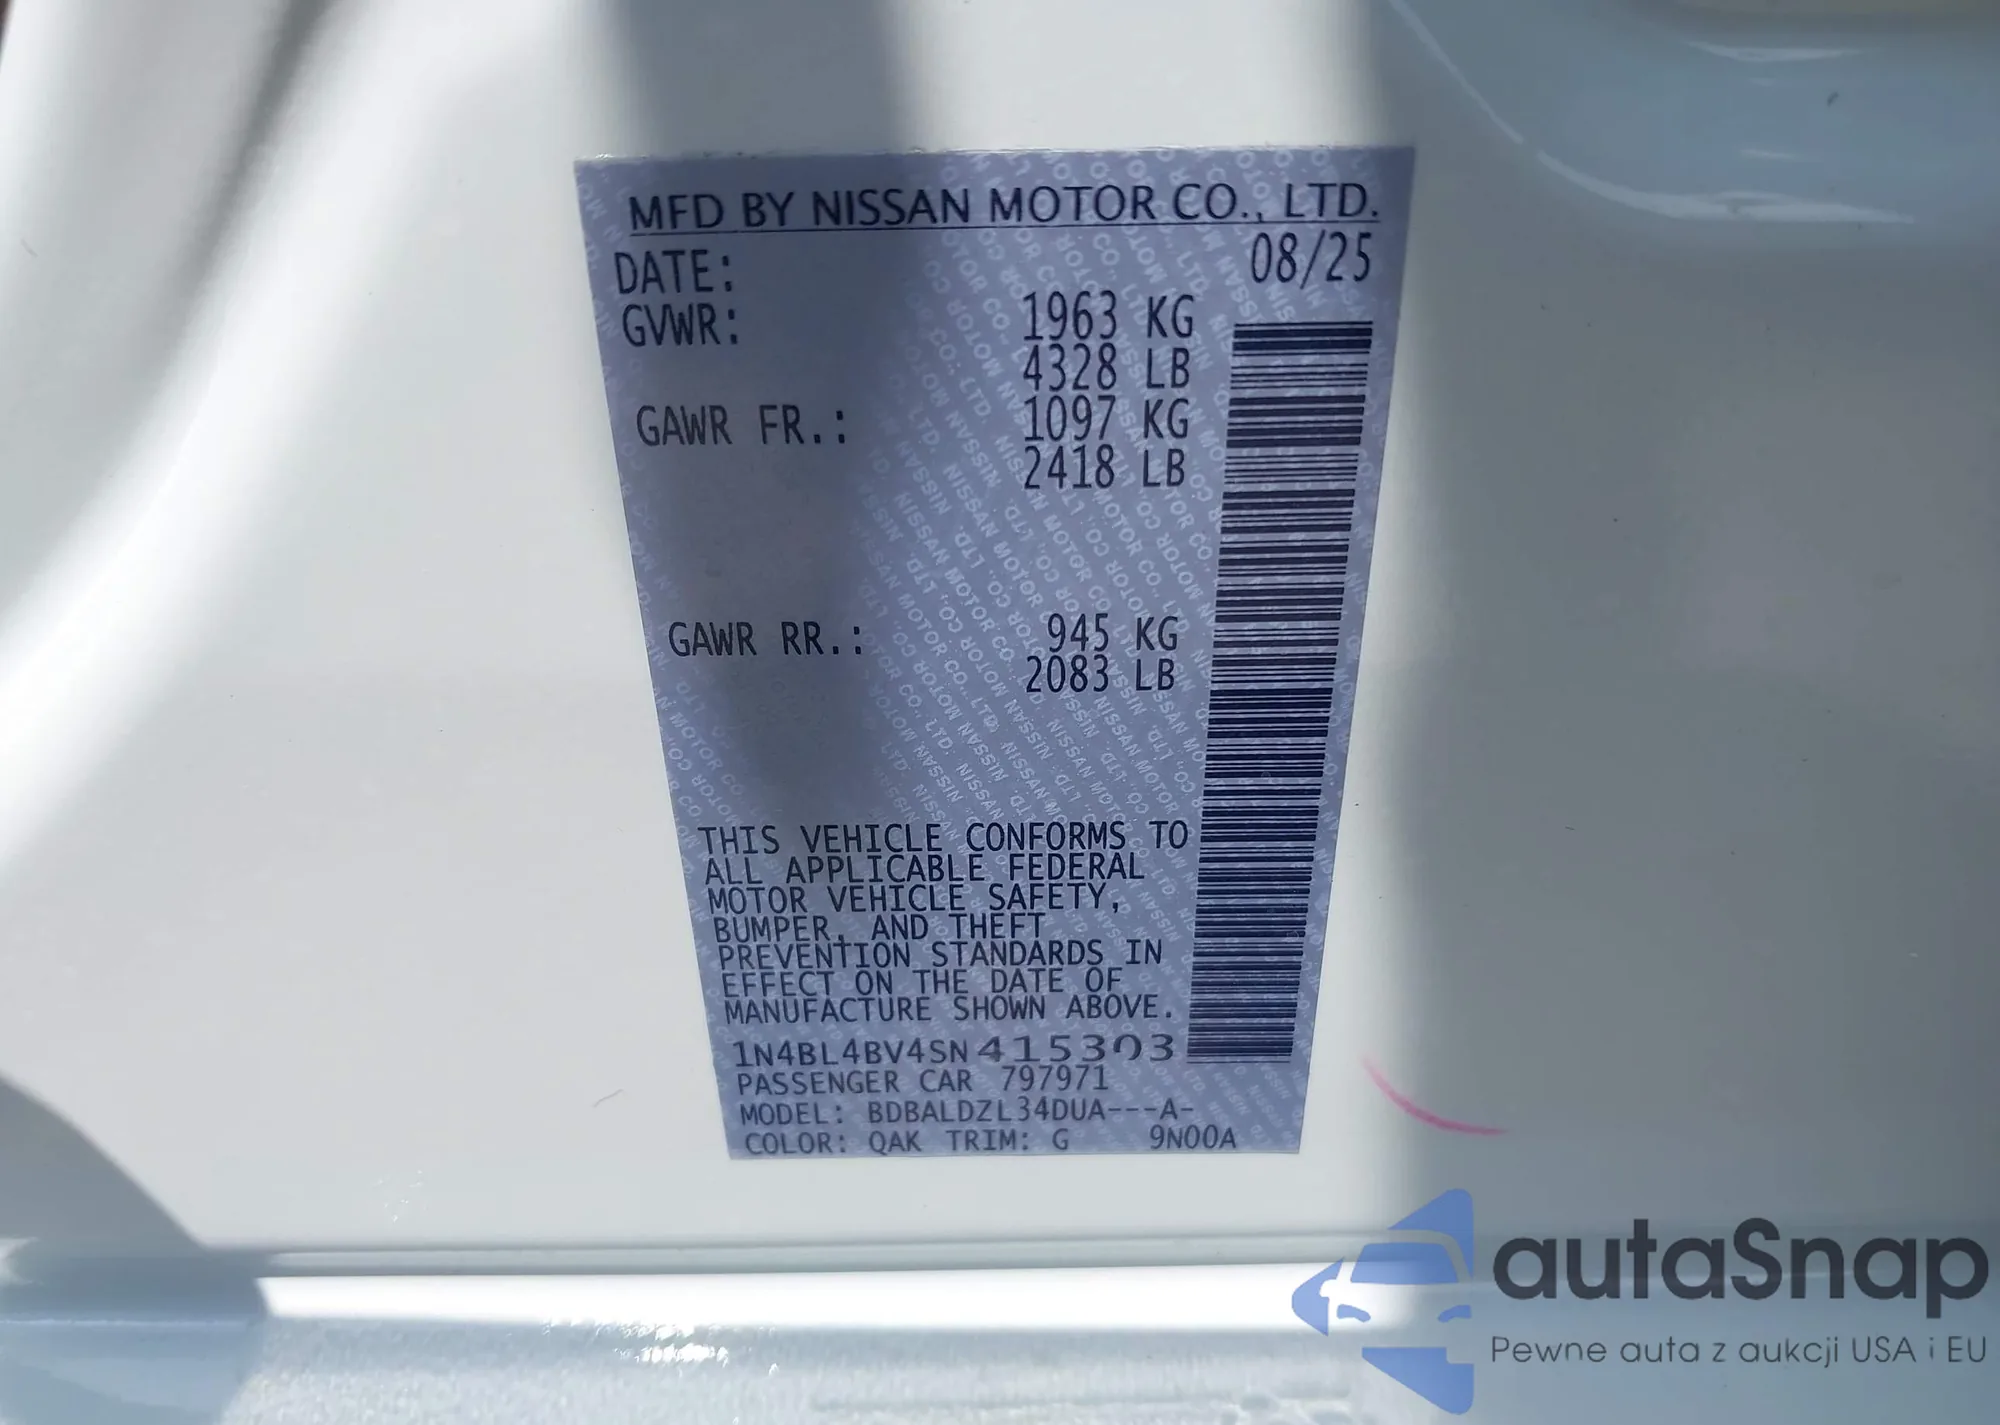 MFD BY NISSAN MOTOR CO., LTD.
DATE: 08/25
GVWR: 1963 KG
4328 LB
GAWR FR.: 1097 KG
2418 LB
GAWR RR.: 945 KG
2083 LB
THIS VEHICLE CONFORMS TO
ALL APPLICABLE FEDERAL
MOTOR VEHICLE SAFETY,
BUMPER, AND THEFT
PREVENTION STANDARDS IN
EFFECT ON THE DATE OF
MANUFACTURE SHOWN ABOVE.
1N4BL4BV4SN415303
PASSENGER CAR 797971
MODEL: BDBALDZL34DUA---A-
COLOR: QAK TRIM: G 9N00A
autaSnap
Pewne auta z aukcji USA i EU